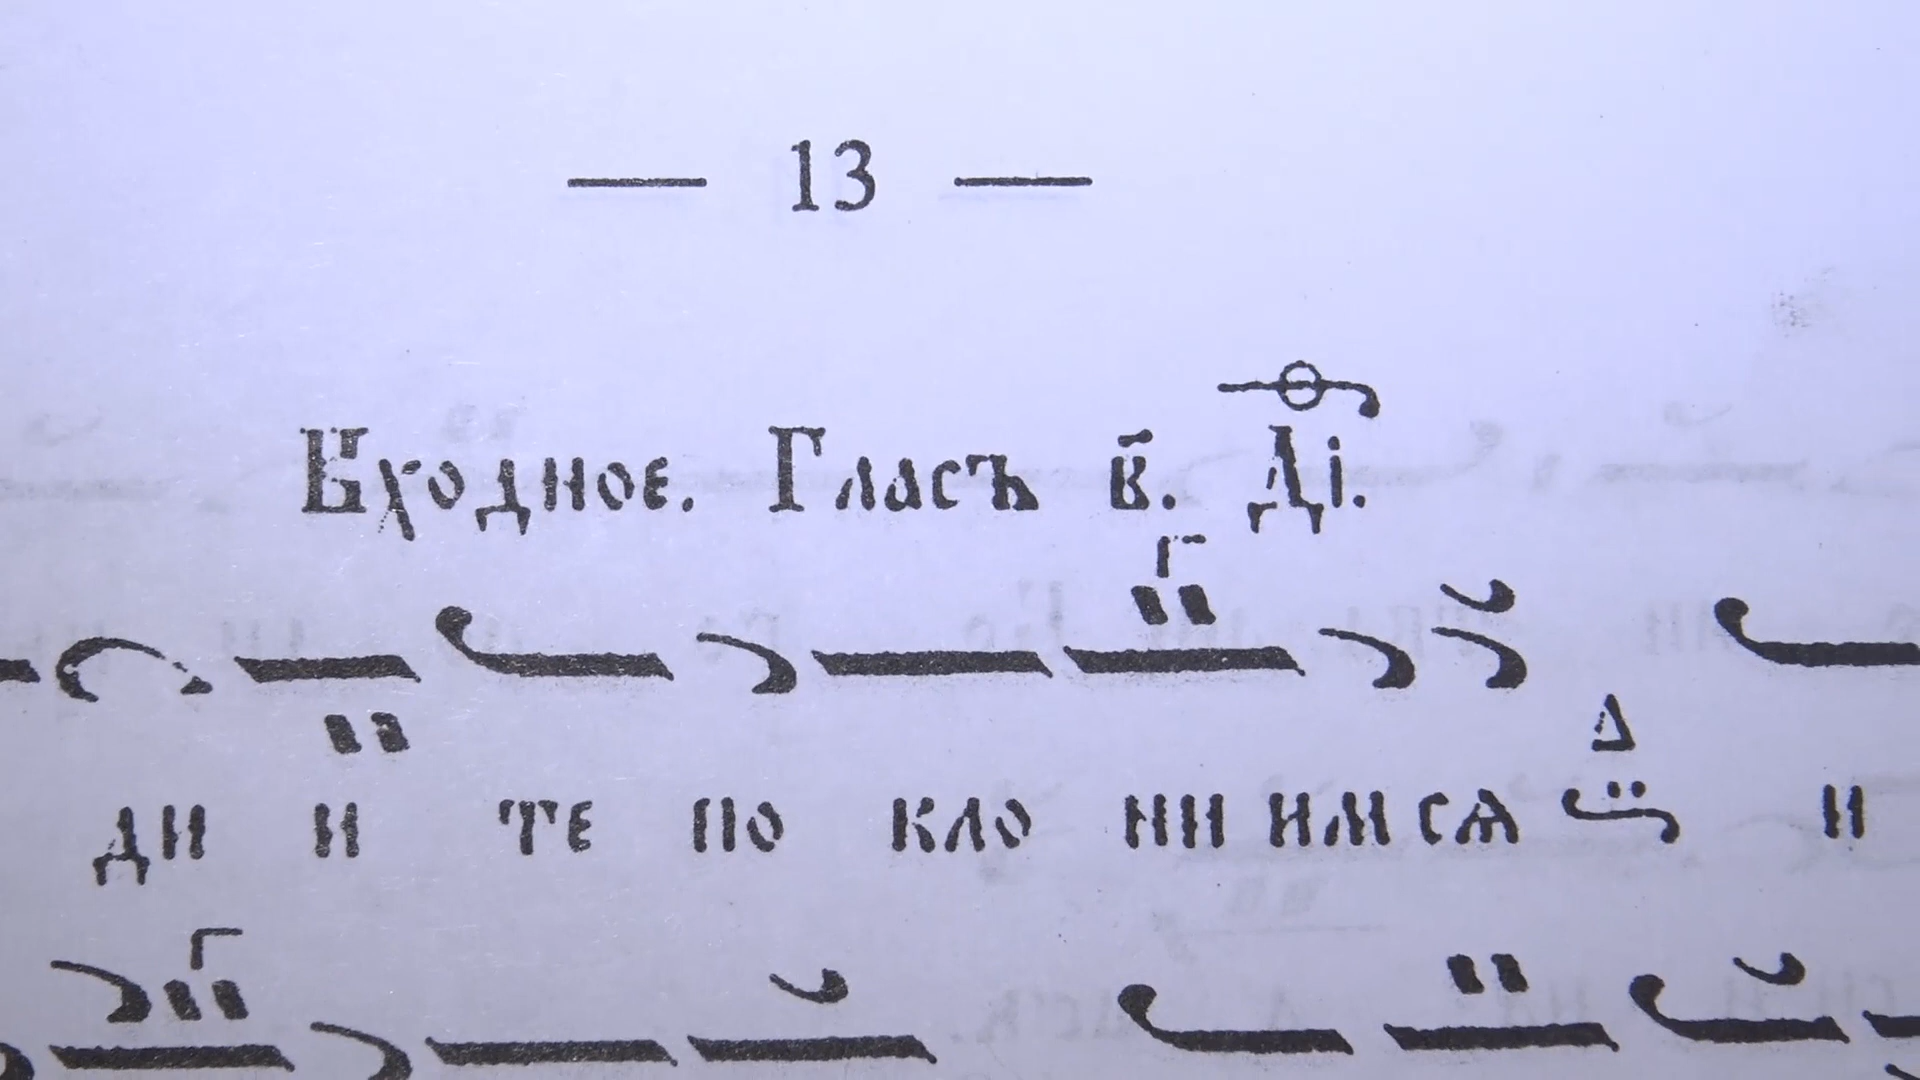 — 13 —
Входное. Гласъ в҃. Ді.
ди и те по кло ни имся и